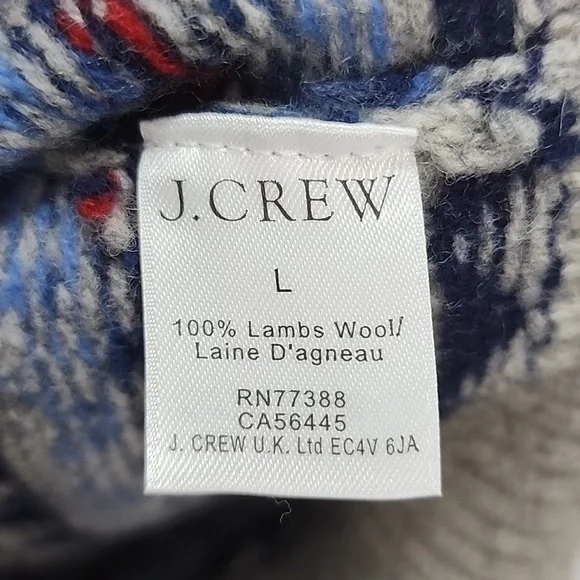 J.CREW
L
100% Lambs Wool/
Laine D'agneau
RN77388
CA56445
J. CREW U.K. Ltd EC4V 6JA